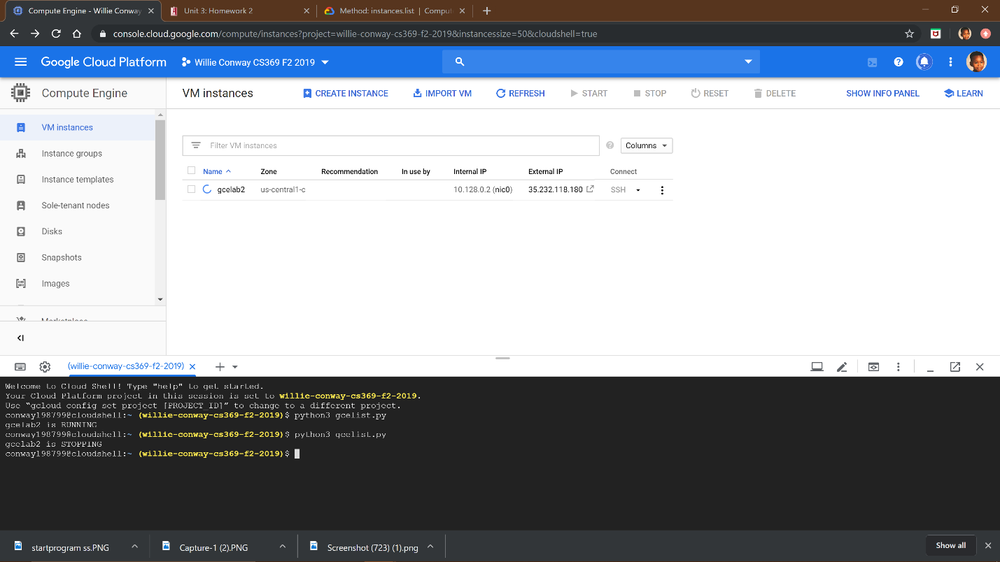 Compute Engine - Willie Conway
Unit 3: Homework 2
Method: instances.list | Comput
console.cloud.google.com/compute/instances?project=willie-conway-cs369-f2-2019&instancessize=50&cloudshell=true
Google Cloud Platform
Willie Conway CS369 F2 2019
Compute Engine
VM instances
CREATE INSTANCE
IMPORT VM
REFRESH
START
STOP
RESET
DELETE
SHOW INFO PANEL
LEARN
VM instances
Instance groups
Instance templates
Sole-tenant nodes
Disks
Snapshots
Images
Marketplace
Filter VM instances
Columns
Name Zone Recommendation In use by Internal IP External IP Connect
gcelab2 us-central1-c 10.128.0.2 (nic0) 35.232.118.180 SSH
(willie-conway-cs369-f2-2019)
Welcome to Cloud Shell! Type "help" to get started.
Your Cloud Platform project in this session is set to willie-conway-cs369-f2-2019.
Use “gcloud config set project [PROJECT_ID]” to change to a different project.
conway198799@cloudshell:~ (willie-conway-cs369-f2-2019)$ python3 gcelist.py
gcelab2 is RUNNING
conway198799@cloudshell:~ (willie-conway-cs369-f2-2019)$ python3 gcelist.py
gcelab2 is STOPPING
conway198799@cloudshell:~ (willie-conway-cs369-f2-2019)$
startprogram ss.PNG
Capture-1 (2).PNG
Screenshot (723) (1).png
Show all